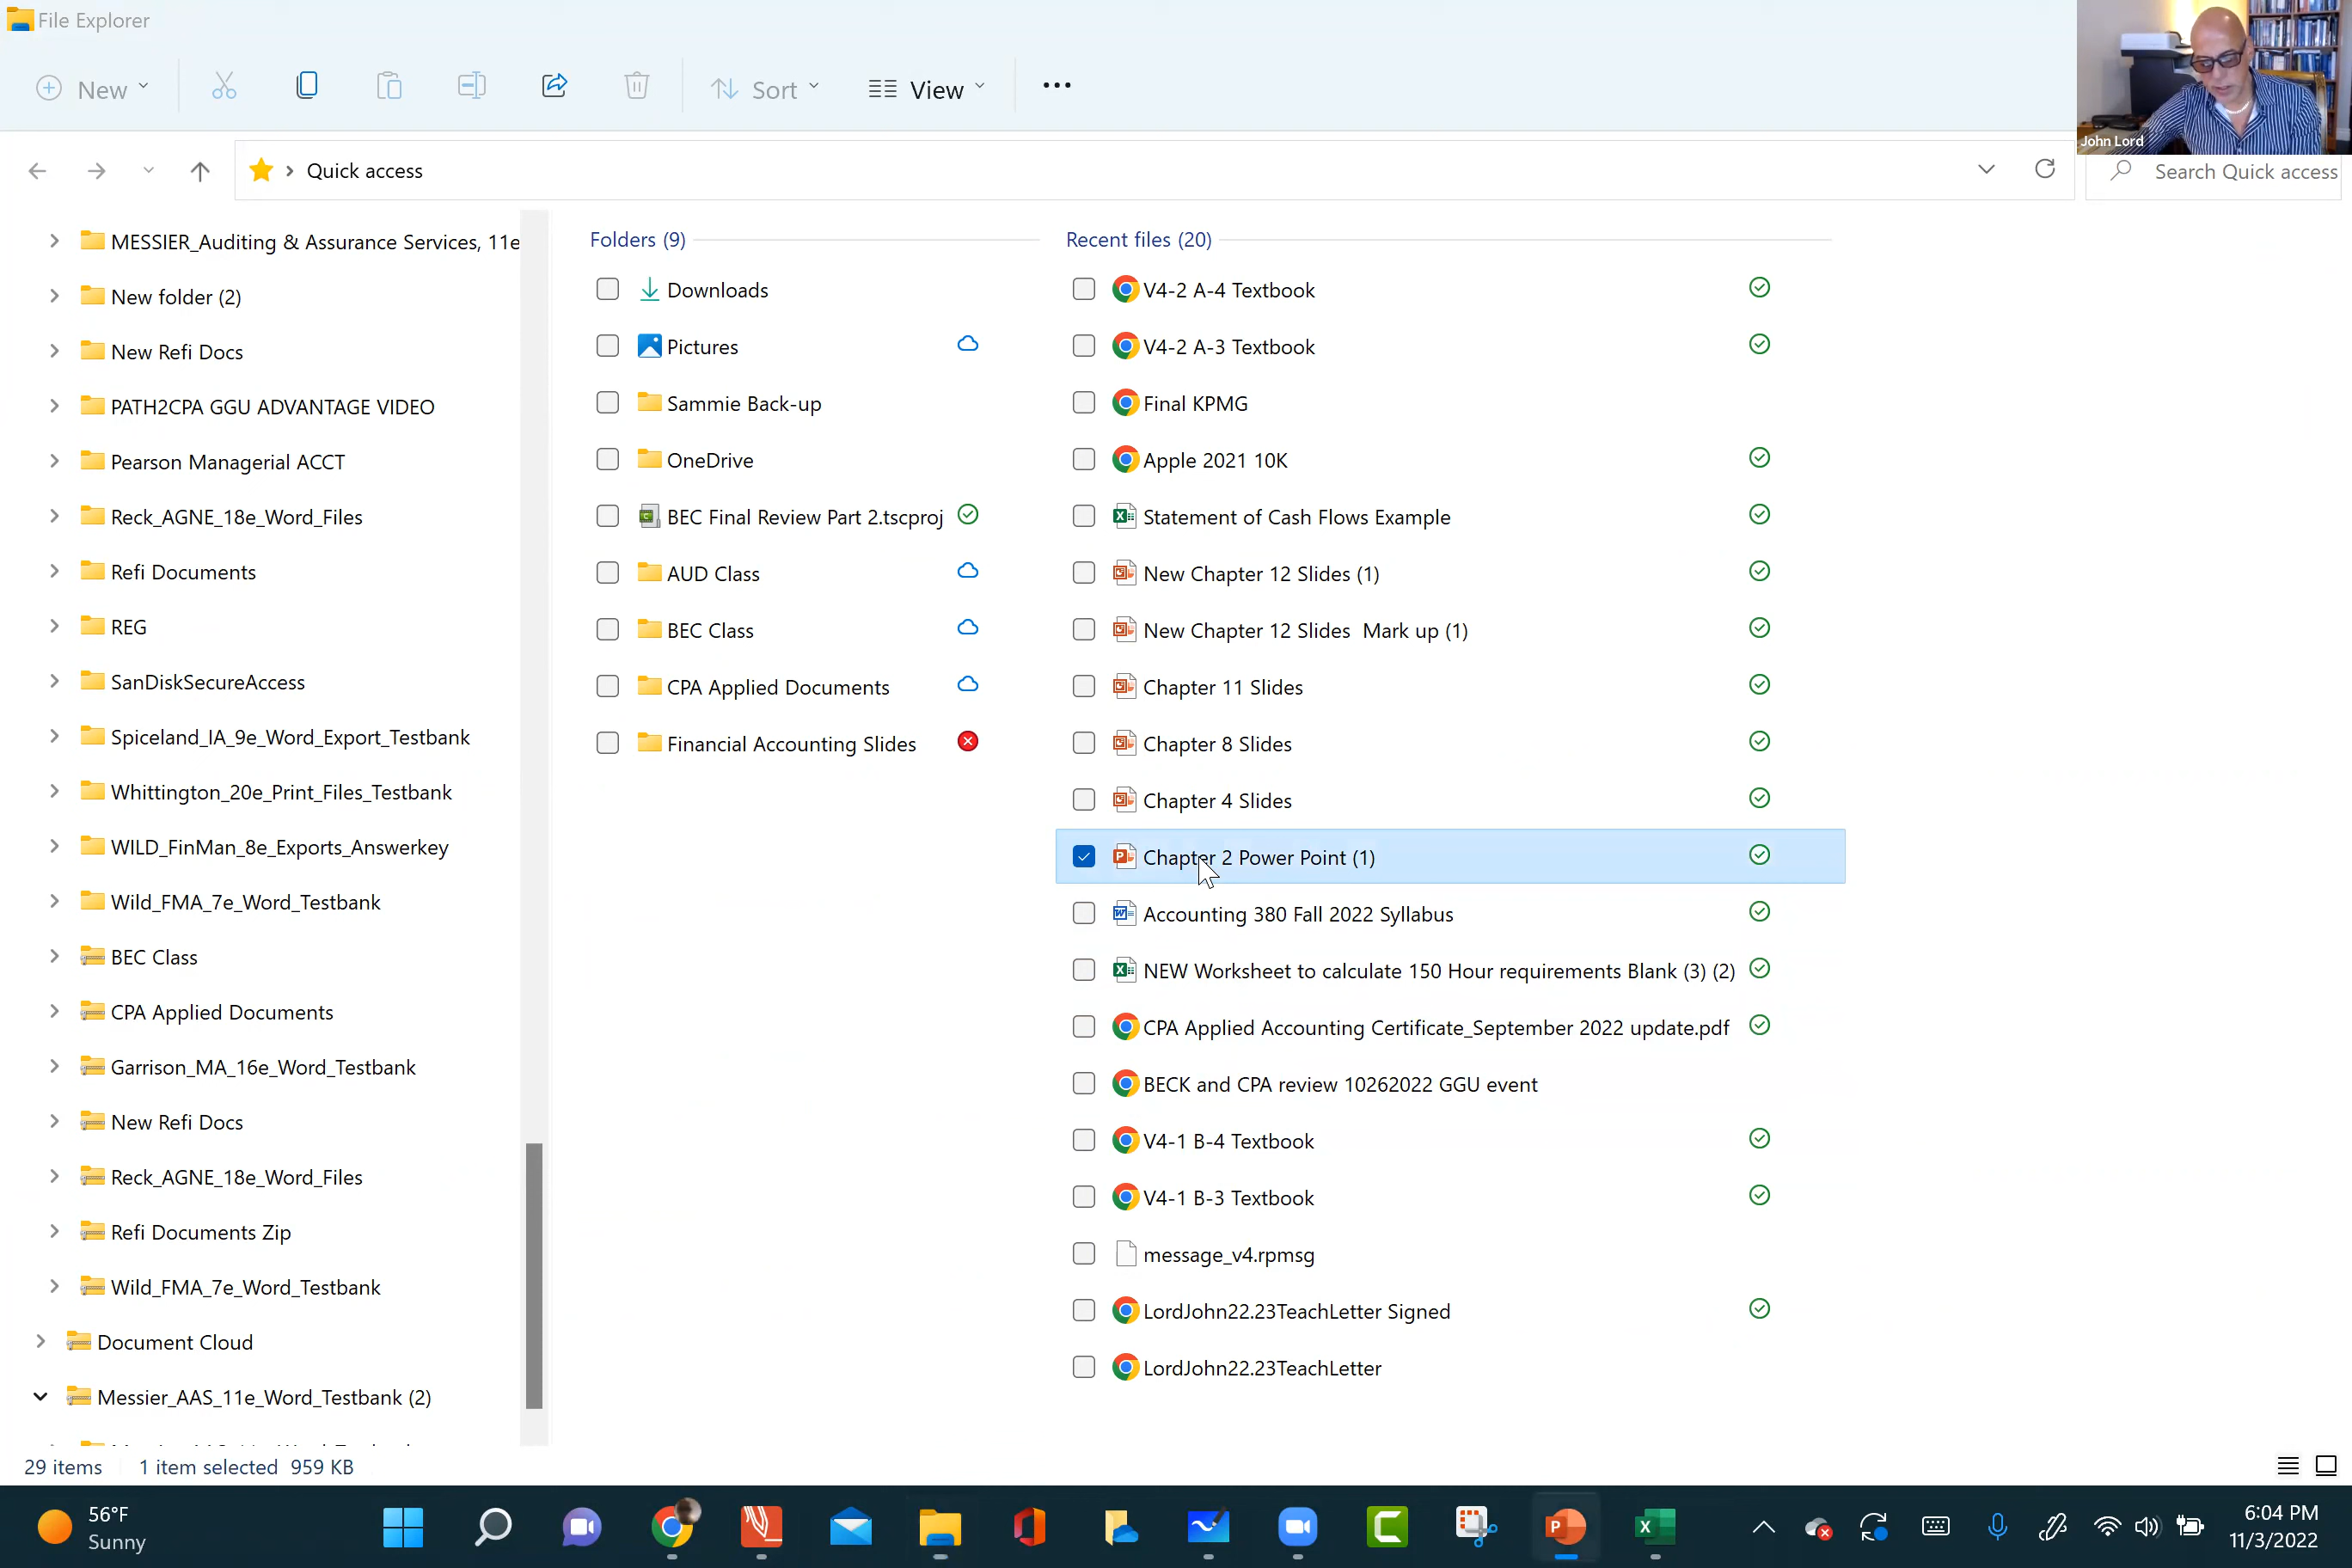 File Explorer
New
Sort
View
John Lord
Quick access
Search Quick access
MESSIER_Auditing & Assurance Services, 11e
New folder (2)
New Refi Docs
PATH2CPA GGU ADVANTAGE VIDEO
Pearson Managerial ACCT
Reck_AGNE_18e_Word_Files
Refi Documents
REG
SanDiskSecureAccess
Spiceland_IA_9e_Word_Export_Testbank
Whittington_20e_Print_Files_Testbank
WILD_FinMan_8e_Exports_Answerkey
Wild_FMA_7e_Word_Testbank
BEC Class
CPA Applied Documents
Garrison_MA_16e_Word_Testbank
New Refi Docs
Reck_AGNE_18e_Word_Files
Refi Documents Zip
Wild_FMA_7e_Word_Testbank
Document Cloud
Messier_AAS_11e_Word_Testbank (2)
Folders (9)
Downloads
Pictures
Sammie Back-up
OneDrive
BEC Final Review Part 2.tscproj
AUD Class
BEC Class
CPA Applied Documents
Financial Accounting Slides
Recent files (20)
V4-2 A-4 Textbook
V4-2 A-3 Textbook
Final KPMG
Apple 2021 10K
Statement of Cash Flows Example
New Chapter 12 Slides (1)
New Chapter 12 Slides  Mark up (1)
Chapter 11 Slides
Chapter 8 Slides
Chapter 4 Slides
Chapter 2 Power Point (1)
Accounting 380 Fall 2022 Syllabus
NEW Worksheet to calculate 150 Hour requirements Blank (3) (2)
CPA Applied Accounting Certificate_September 2022 update.pdf
BECK and CPA review 10262022 GGU event
V4-1 B-4 Textbook
V4-1 B-3 Textbook
message_v4.rpmsg
LordJohn22.23TeachLetter Signed
LordJohn22.23TeachLetter
29 items 1 item selected 959 KB
56°F
Sunny
6:04 PM
11/3/2022